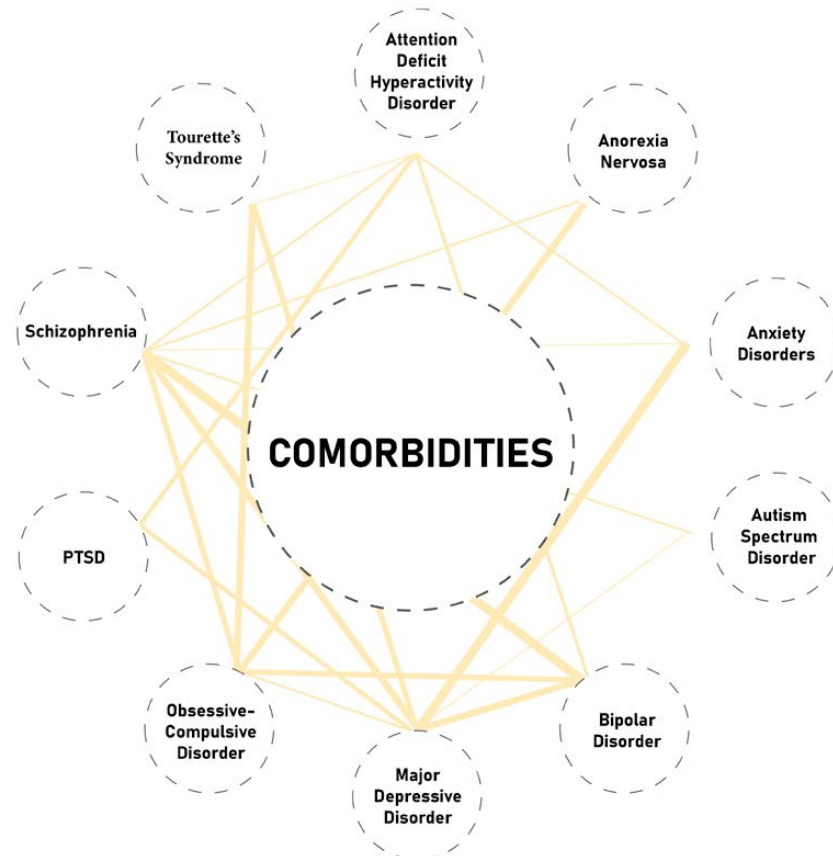 Attention
Deficit
Hyperactivity
Disorder
Tourette's
Syndrome
Anorexia
Nervosa
Schizophrenia
Anxiety
Disorders
COMORBIDITIES
PTSD
Autism
Spectrum
Disorder
Obsessive-
Compulsive
Disorder
Bipolar
Disorder
Major
Depressive
Disorder